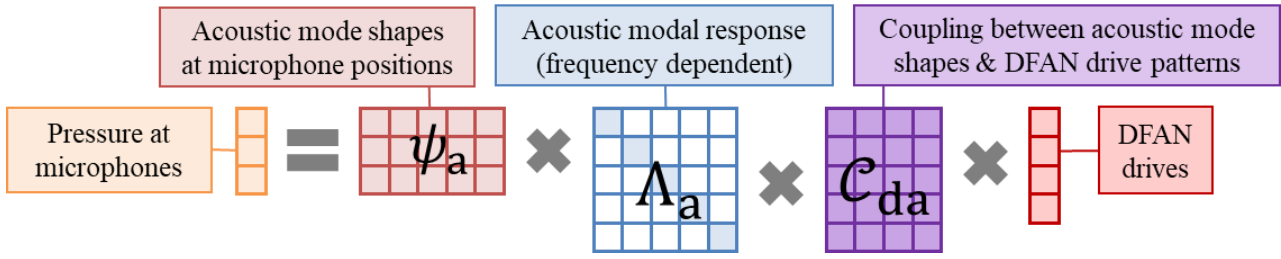 Acoustic mode shapes
at microphone positions
Acoustic modal response
(frequency dependent)
Coupling between acoustic mode
shapes & DFAN drive patterns
Pressure at
microphones
=
ψa
×
Λa
×
𝒞da
×
DFAN
drives